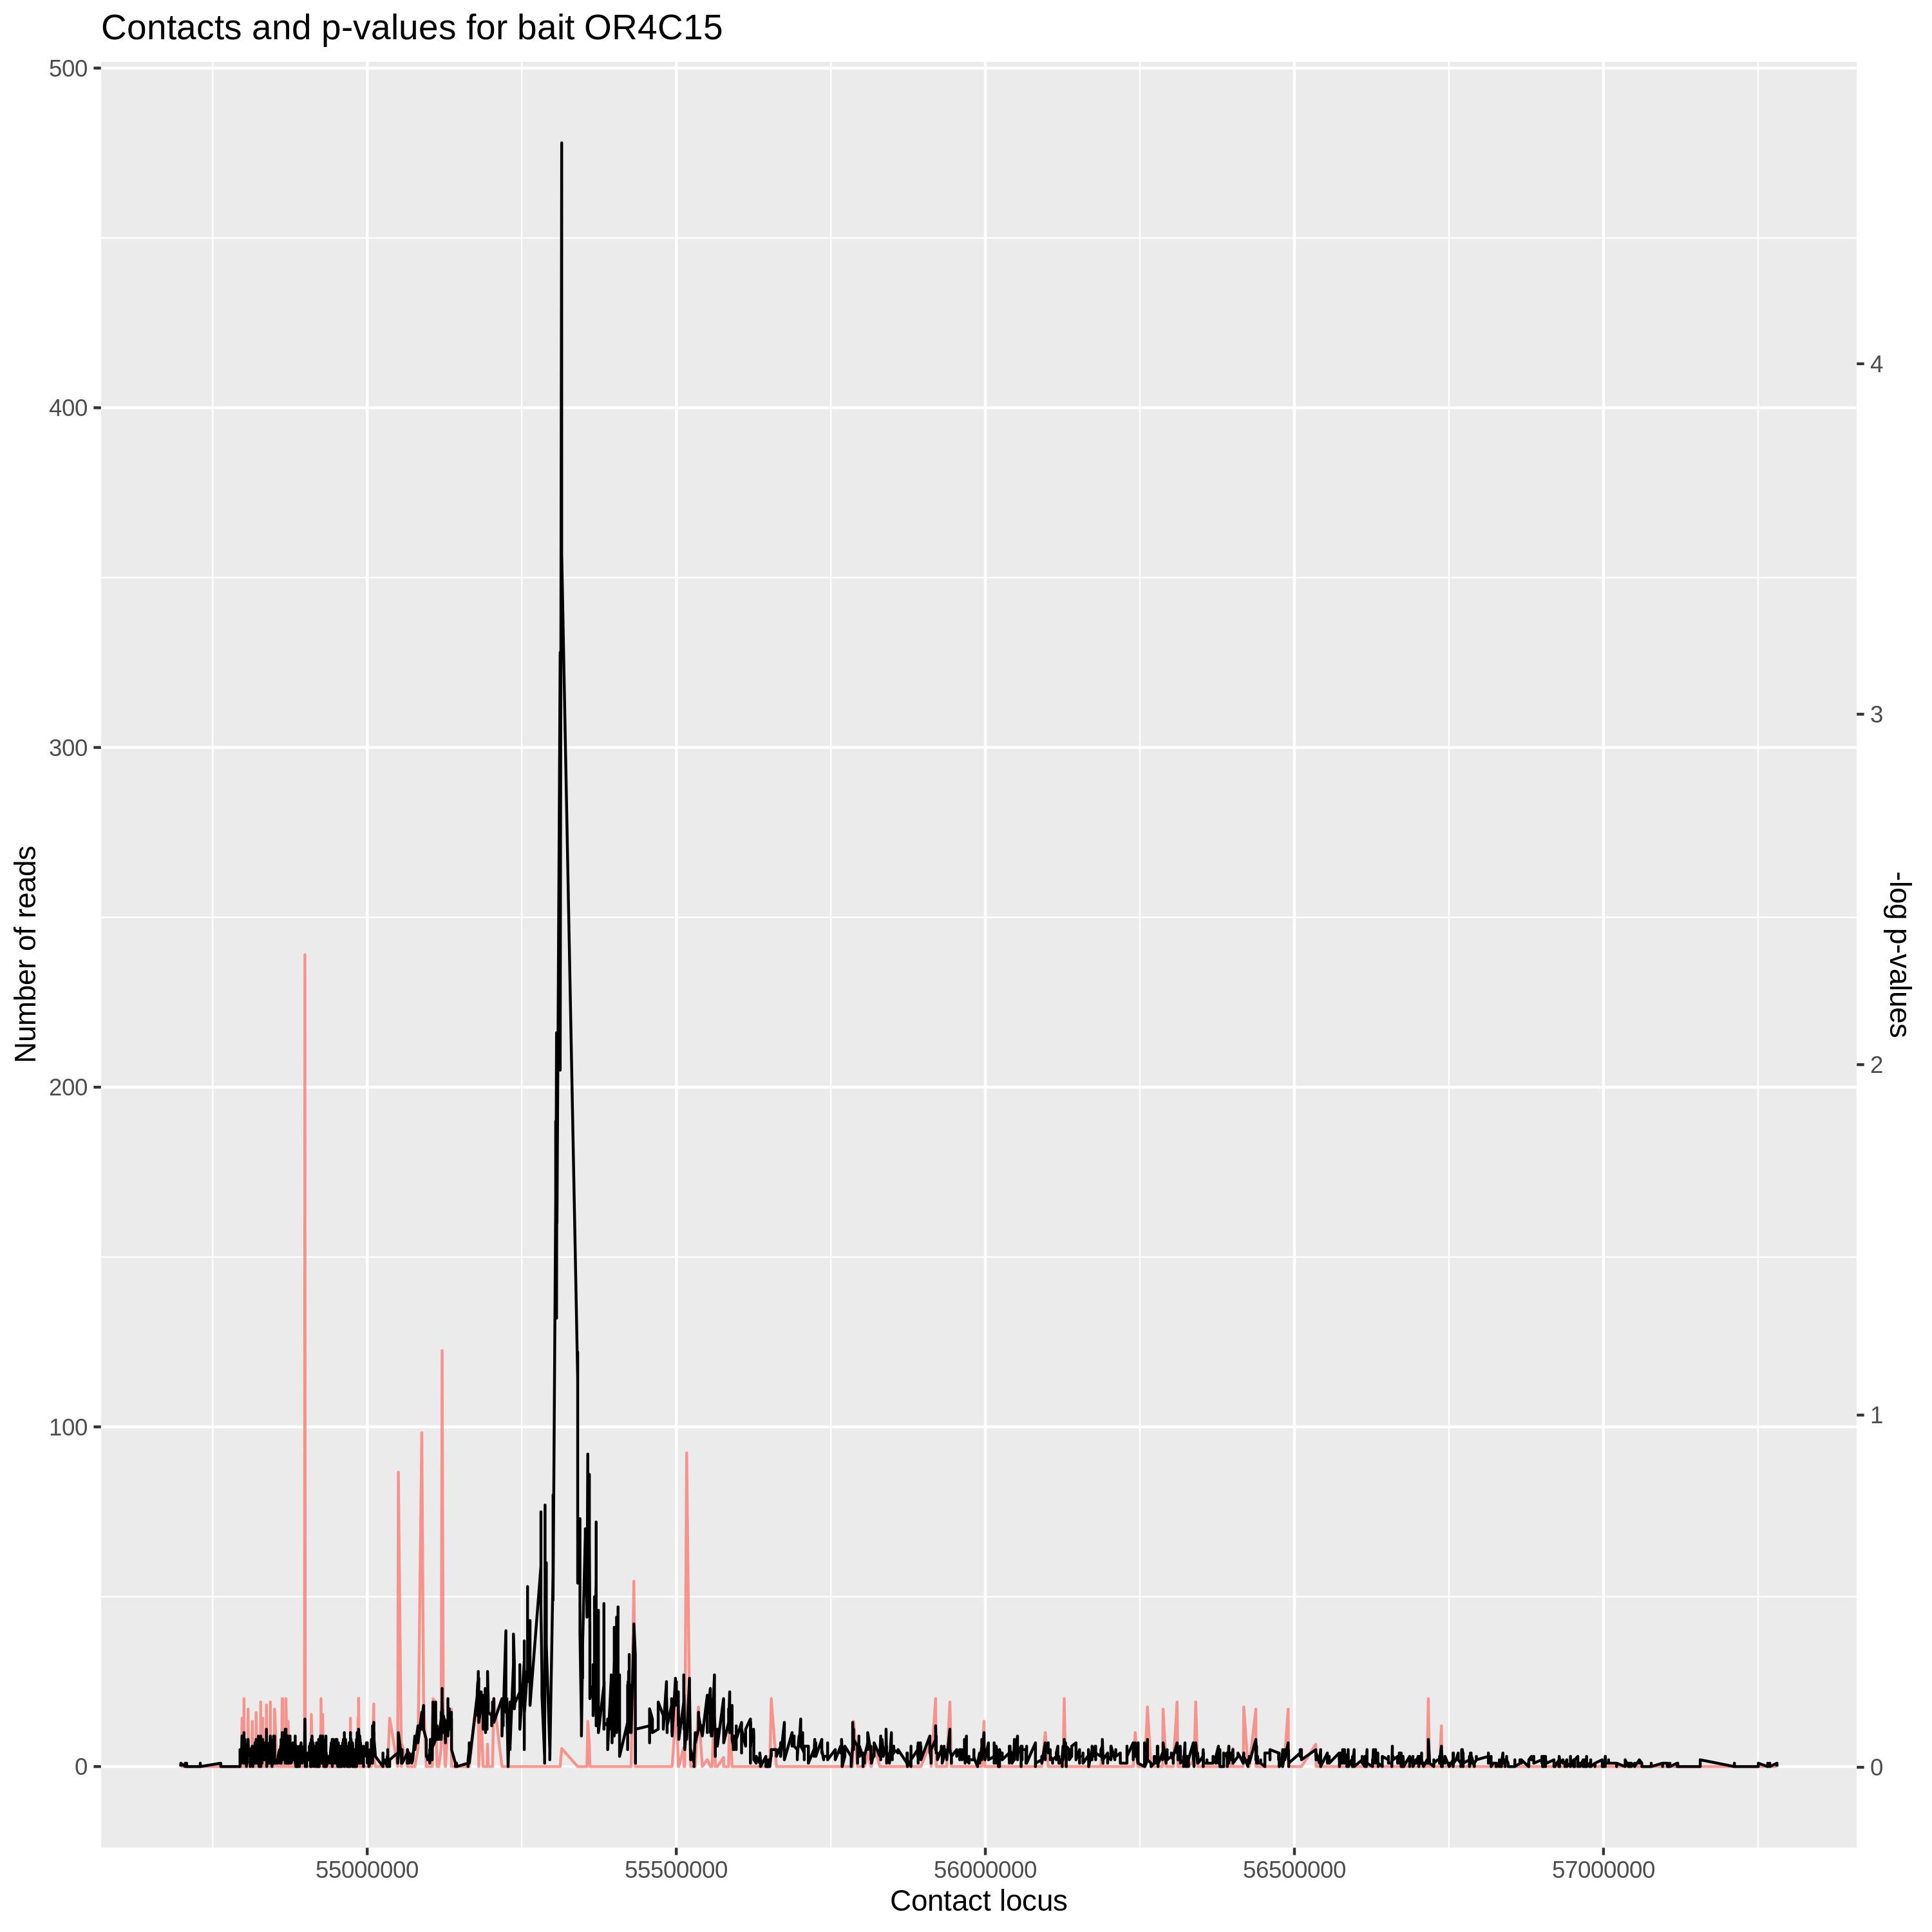 Contacts and p-values for bait OR4C15
500
400
300
200
100
0
Number of reads
4
3
2
1
0
-log p-values
55000000 55500000 56000000 56500000 57000000
Contact locus